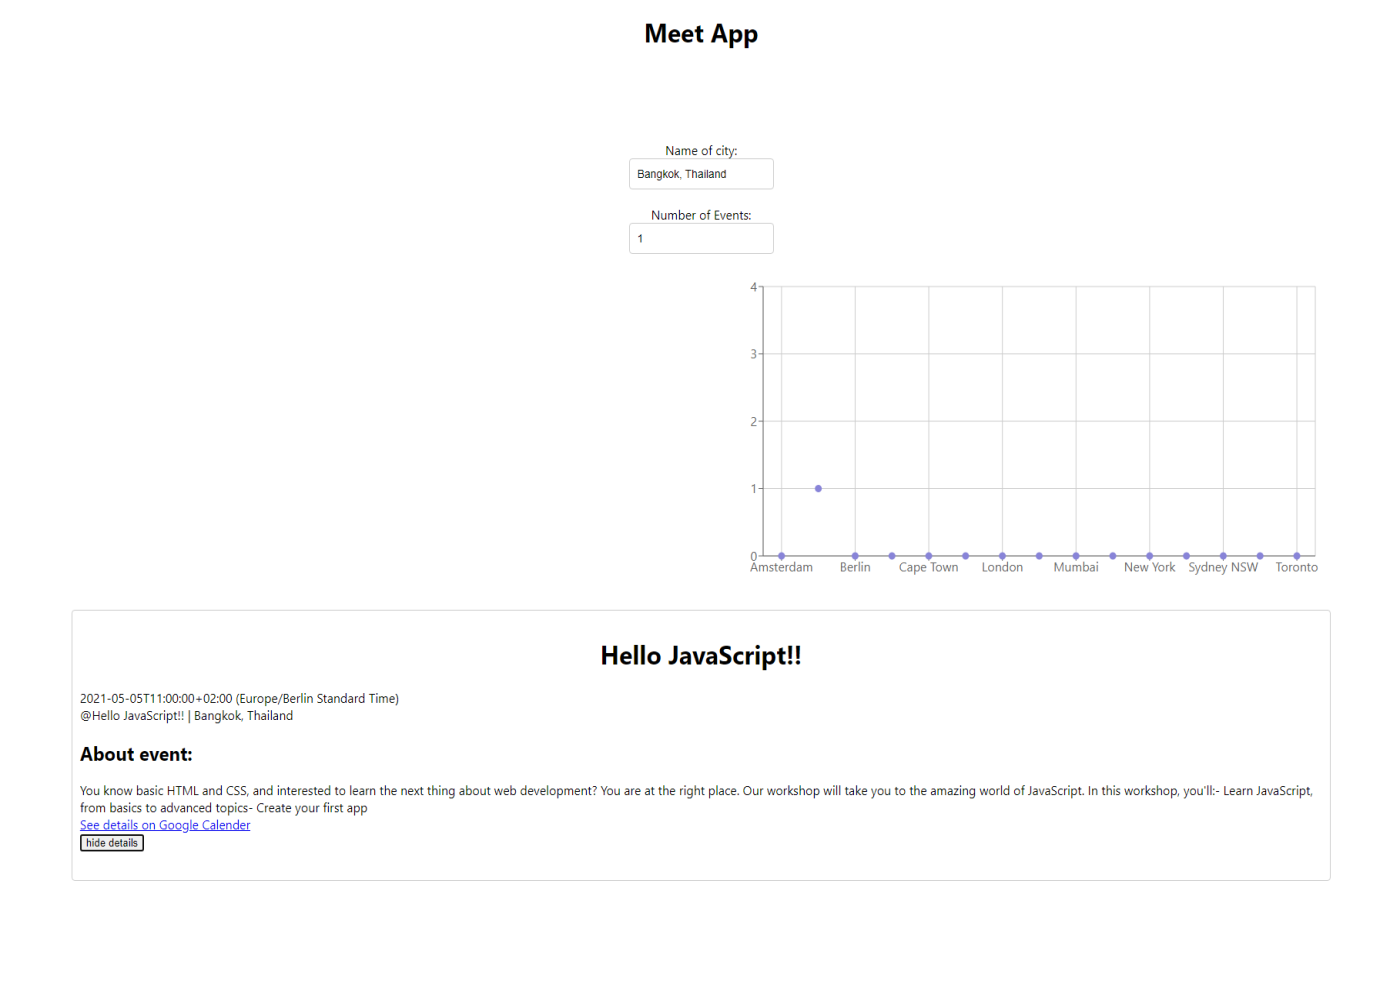 Meet App
Name of city:
Bangkok, Thailand
Number of Events:
1
4
3
2
1
0
Amsterdam Berlin Cape Town London Mumbai New York Sydney NSW Toronto
Hello JavaScript!!
2021-05-05T11:00:00+02:00 (Europe/Berlin Standard Time)
@Hello JavaScript!! | Bangkok, Thailand
About event:
You know basic HTML and CSS, and interested to learn the next thing about web development? You are at the right place. Our workshop will take you to the amazing world of JavaScript. In this workshop, you'll:- Learn JavaScript,
from basics to advanced topics- Create your first app
See details on Google Calender
hide details